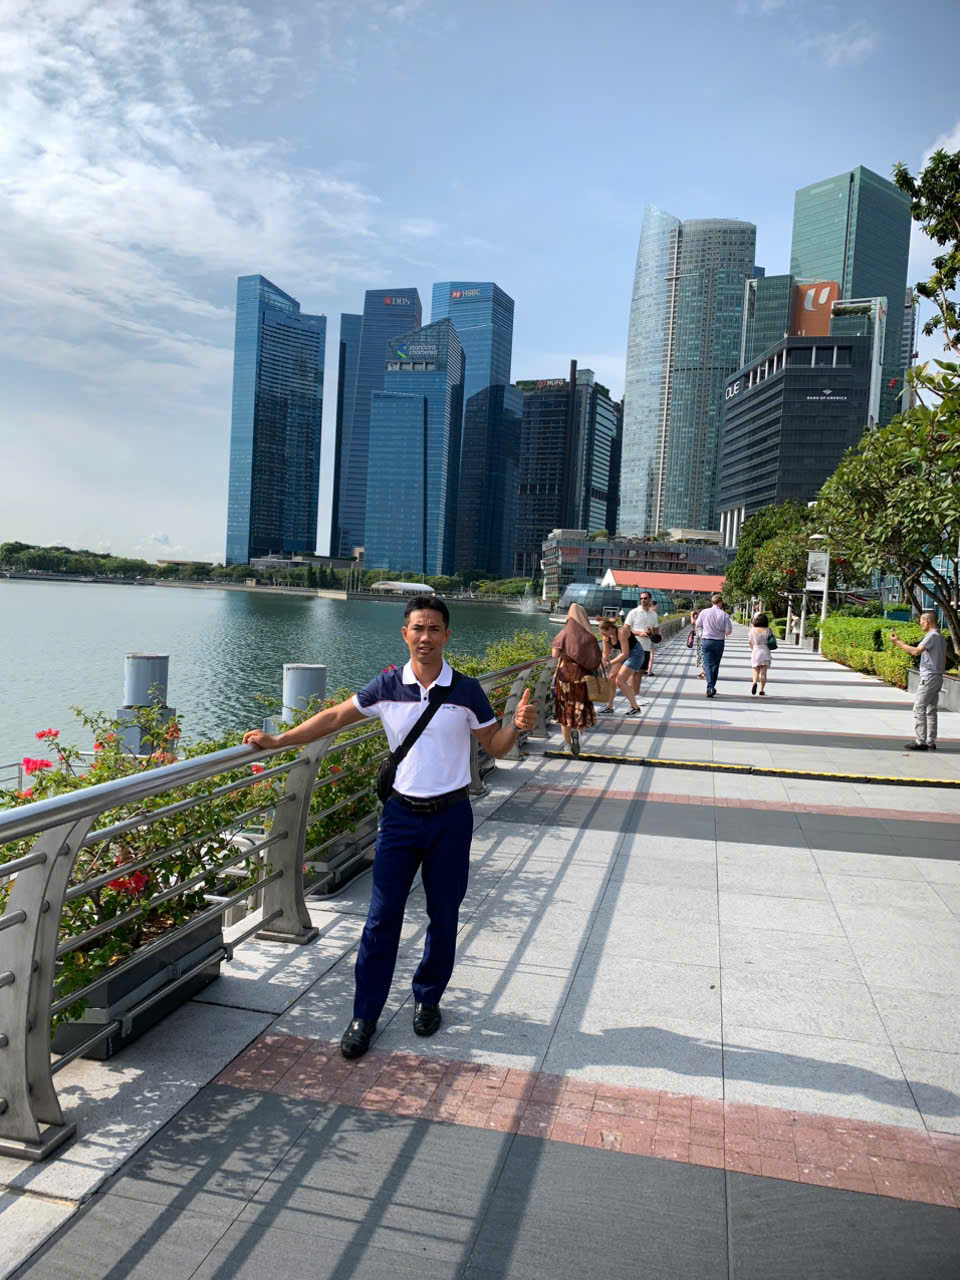 DBS
HSBC
standard
chartered
MUFG
OUE
BANK OF AMERICA